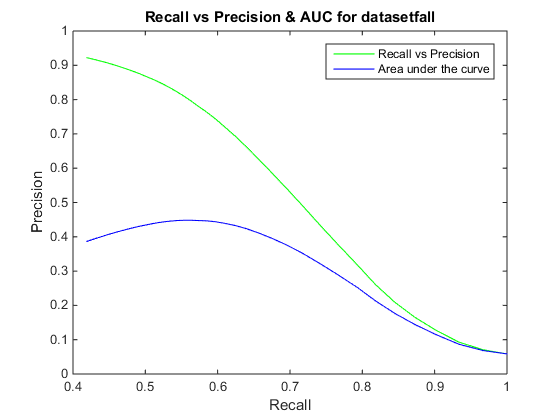 Recall vs Precision & AUC for datasetfall
Recall vs Precision
Area under the curve
Precision
1
0.9
0.8
0.7
0.6
0.5
0.4
0.3
0.2
0.1
0
0.4 0.5 0.6 0.7 0.8 0.9 1
Recall